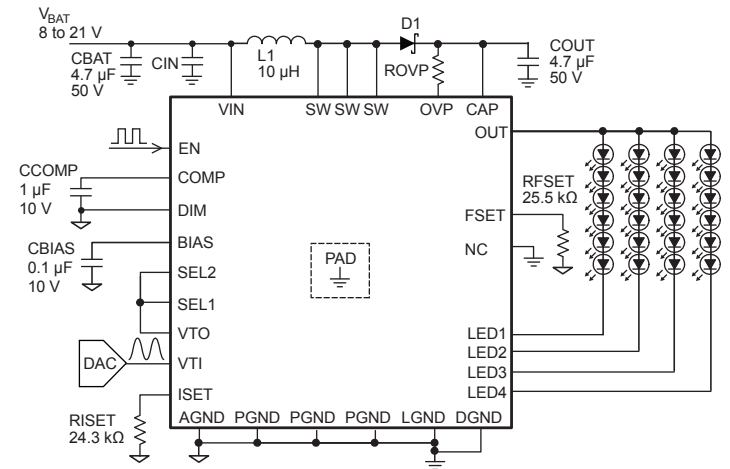 VBAT
8 to 21 V
CBAT
4.7 µF
50 V
CIN
L1
10 µH
D1
ROVP
COUT
4.7 µF
50 V
VIN
SW SW SW
OVP
CAP
OUT
EN
CCOMP
1 µF
10 V
COMP
DIM
CBIAS
0.1 µF
10 V
BIAS
SEL2
SEL1
VTO
DAC
VTI
ISET
RISET
24.3 kΩ
PAD
RFSET
25.5 kΩ
FSET
NC
LED1
LED2
LED3
LED4
AGND PGND PGND PGND LGND DGND